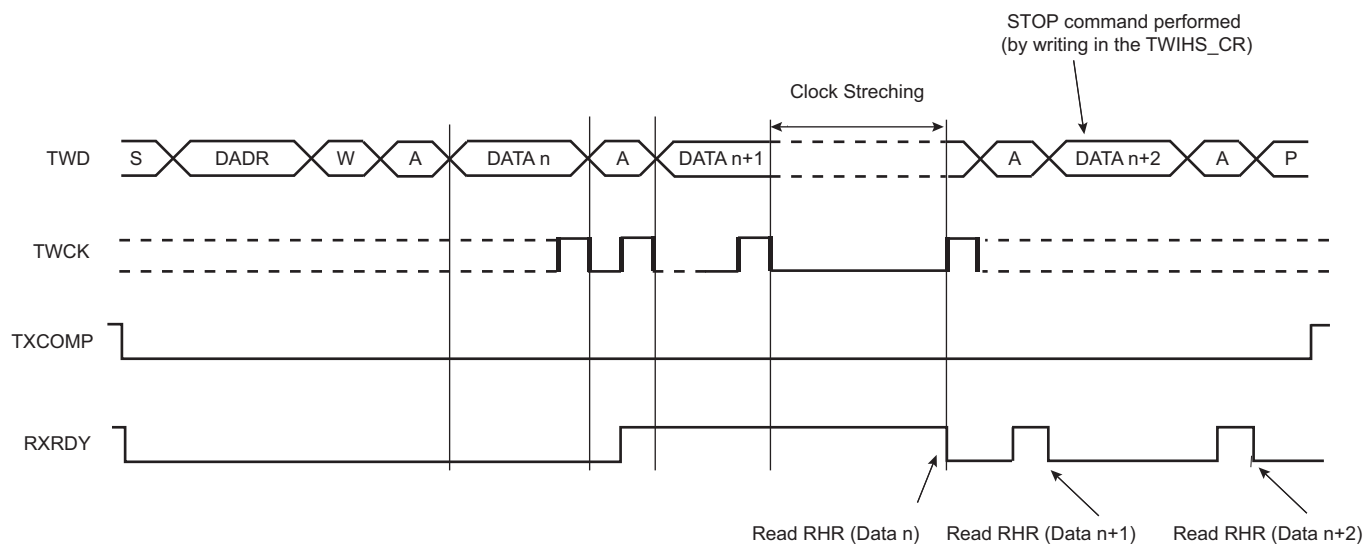 STOP command performed
(by writing in the TWIHS_CR)
Clock Streching
TWD
S DADR W A DATA n A DATA n+1 A DATA n+2 A P
TWCK
TXCOMP
RXRDY
Read RHR (Data n) Read RHR (Data n+1) Read RHR (Data n+2)